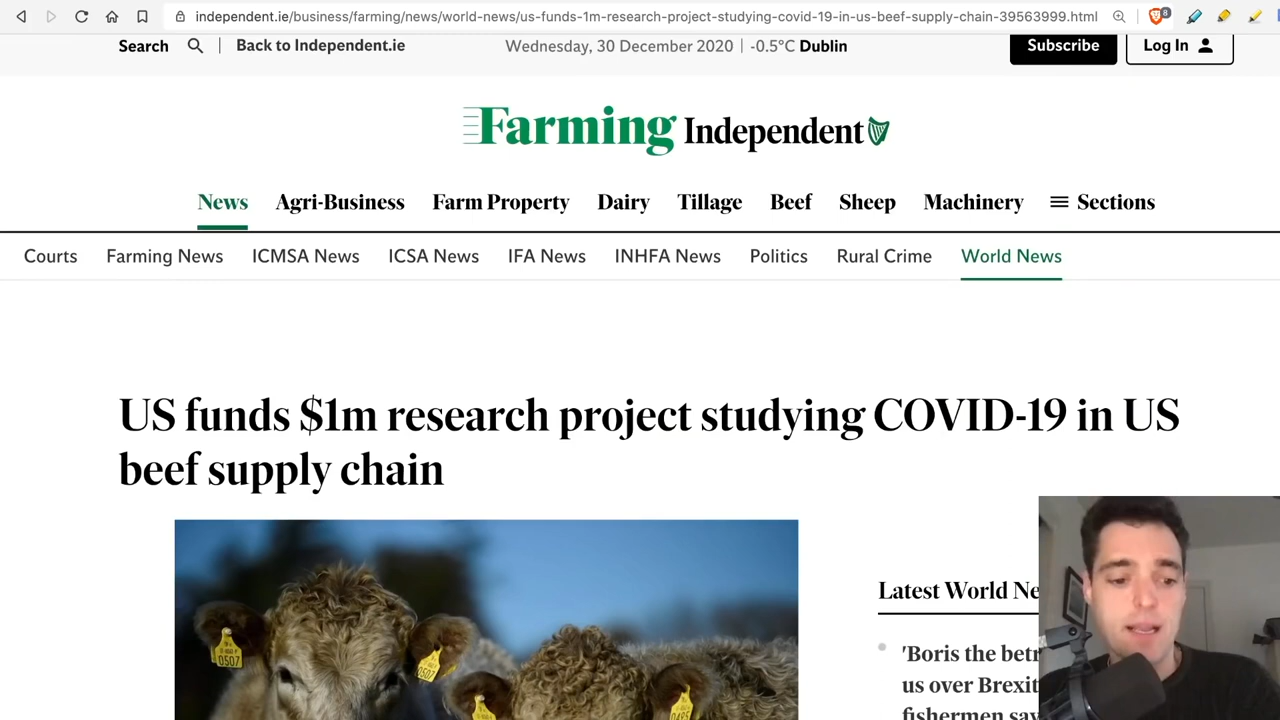 independent.ie/business/farming/news/world-news/us-funds-1m-research-project-studying-covid-19-in-us-beef-supply-chain-39563999.html
8
Search | Back to Independent.ie Wednesday, 30 December 2020 | -0.5°C Dublin Subscribe Log In
Farming Independent
News Agri-Business Farm Property Dairy Tillage Beef Sheep Machinery Sections
Courts Farming News ICMSA News ICSA News IFA News INHFA News Politics Rural Crime World News
US funds $1m research project studying COVID-19 in US
beef supply chain
0507
0507
Latest World Ne
'Boris the betr
us over Brexit
fishermen say